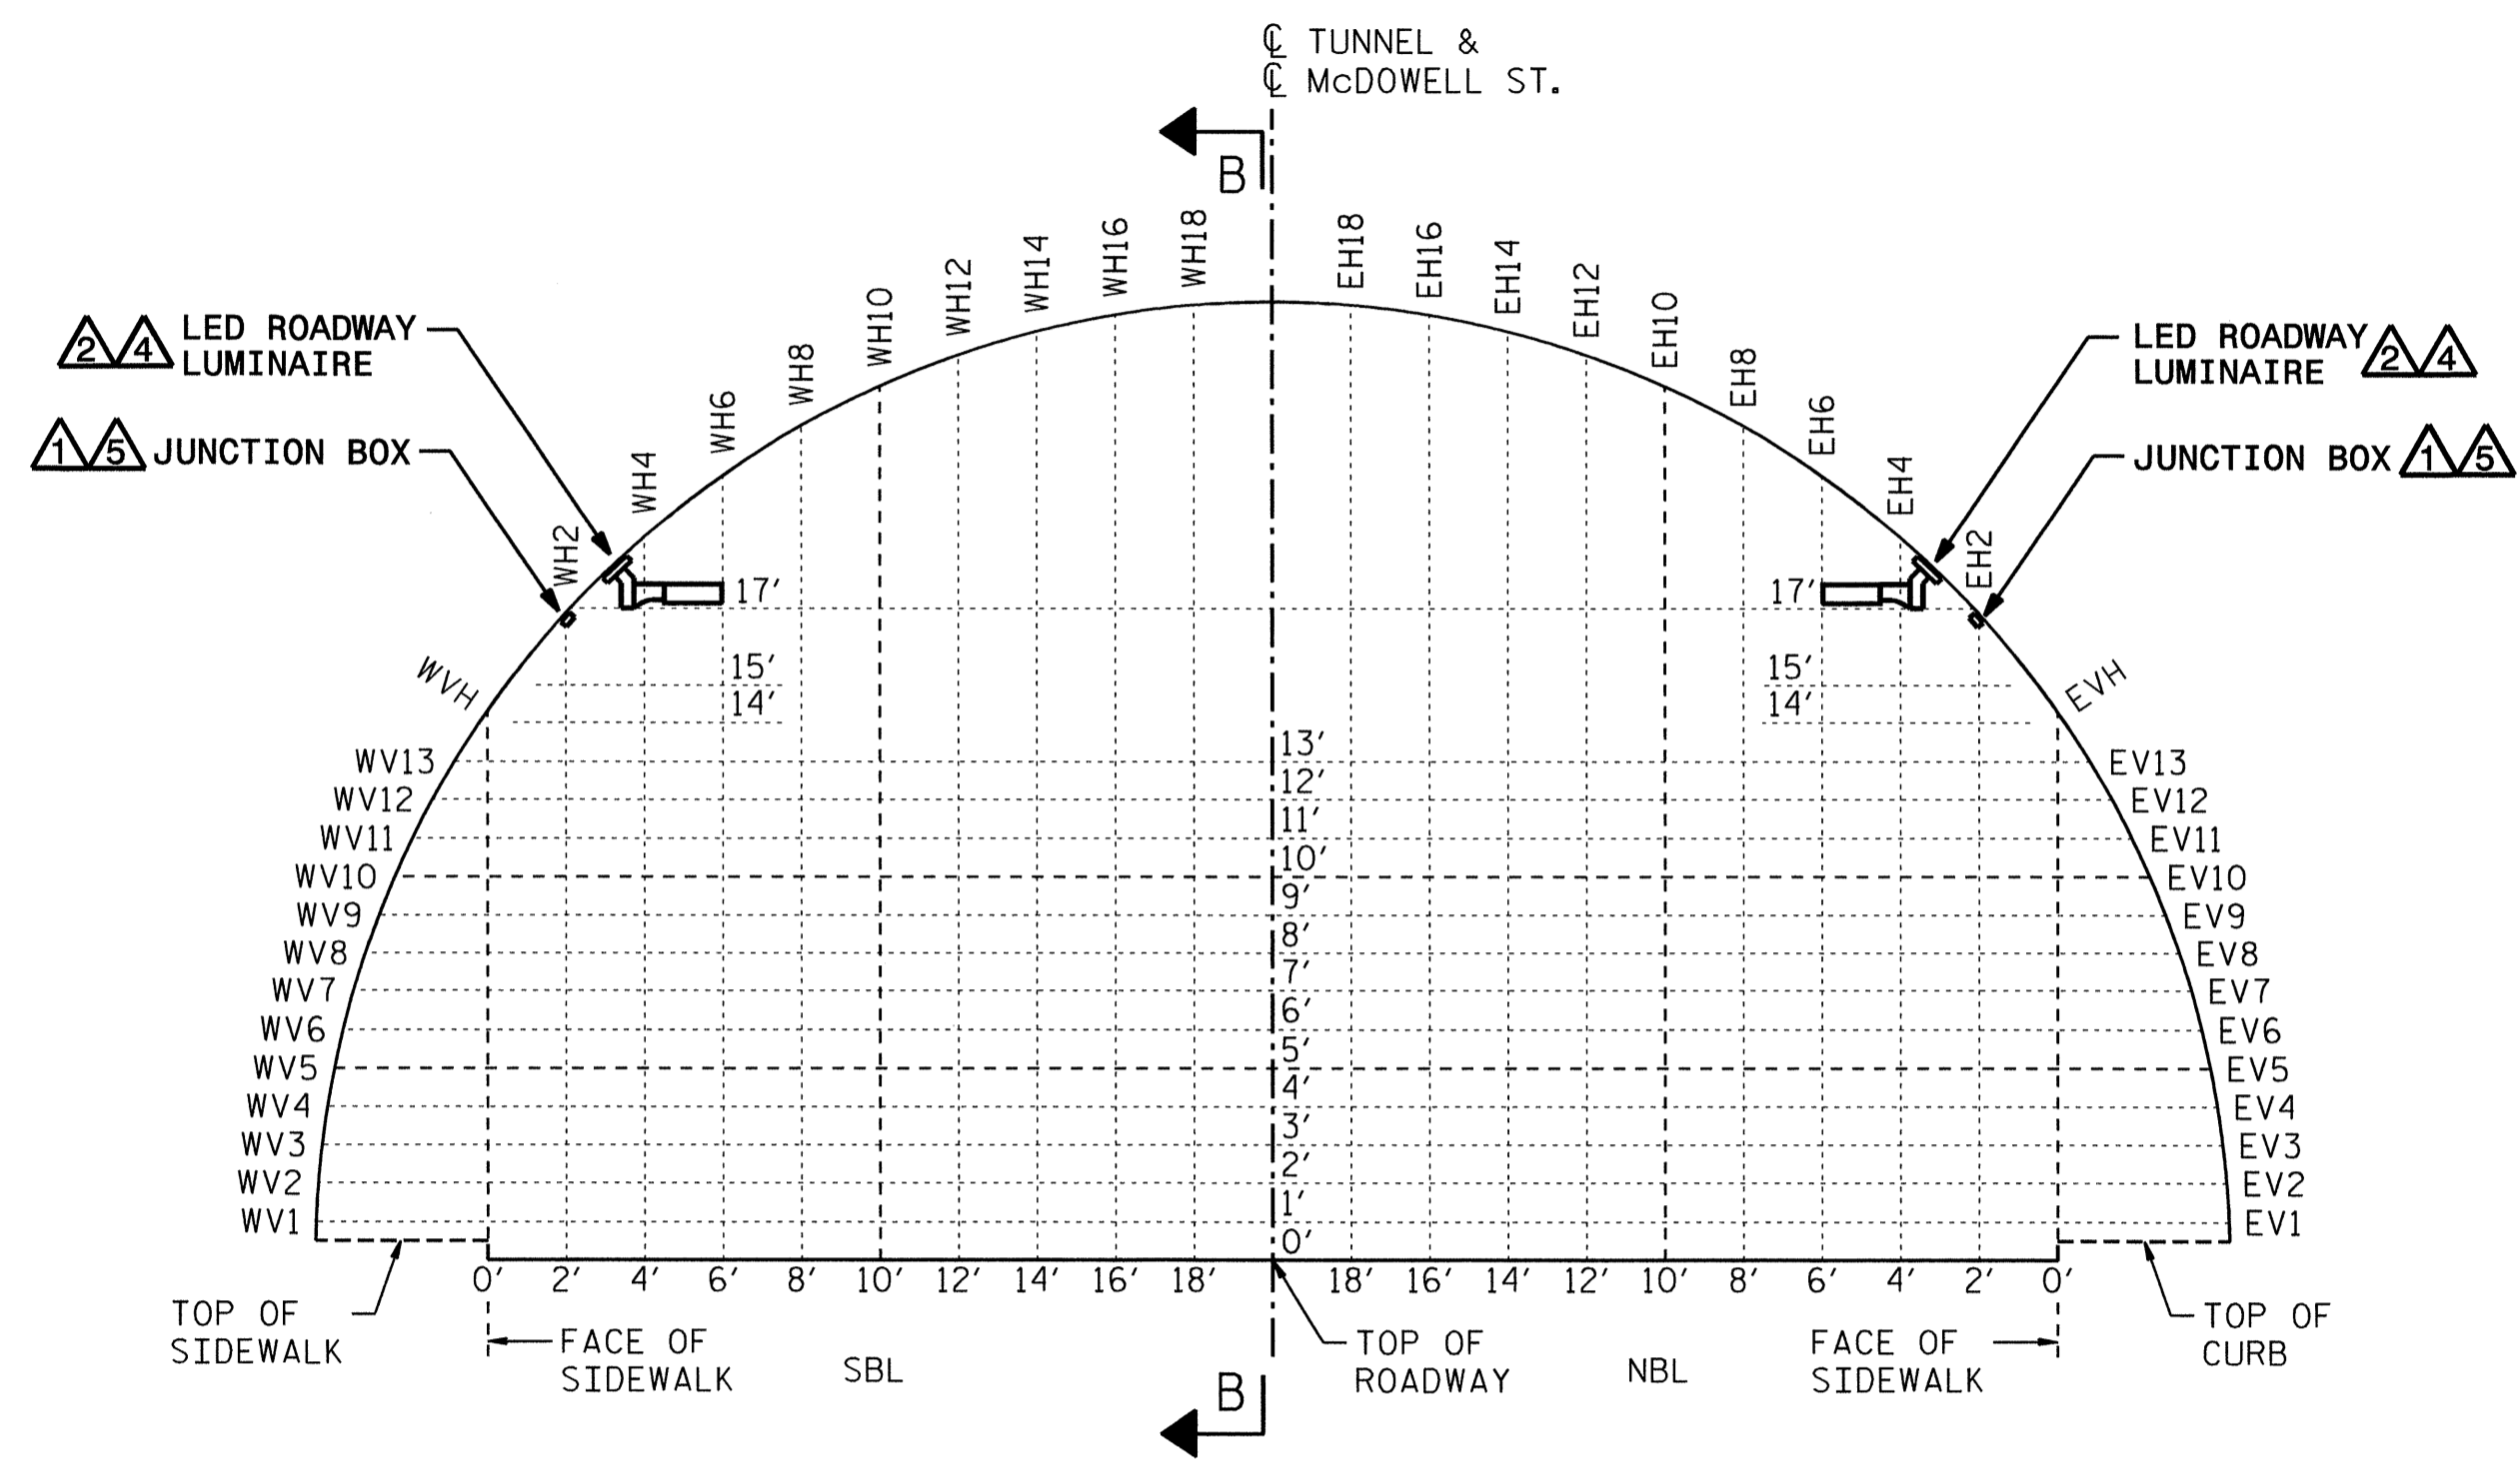 ℄ TUNNEL &
℄ McDOWELL ST.
B
WH2
WH4
WH6
WH8
WH10
WH12
WH14
WH16
WH18
EH18
EH16
EH14
EH12
EH10
EH8
EH6
EH4
EH2
2 4 LED ROADWAY
LUMINAIRE
1 5 JUNCTION BOX
LED ROADWAY 2 4
LUMINAIRE
JUNCTION BOX 1 5
17′
17′
15′
15′
14′
14′
WVH
EVH
13′
WV13
EV13
12′
WV12
EV12
11′
WV11
EV11
10′
WV10
EV10
9′
WV9
EV9
8′
WV8
EV8
7′
WV7
EV7
6′
WV6
EV6
5′
WV5
EV5
4′
WV4
EV4
3′
WV3
EV3
2′
WV2
EV2
1′
WV1
EV1
0′
0′ 2′ 4′ 6′ 8′ 10′ 12′ 14′ 16′ 18′ 18′ 16′ 14′ 12′ 10′ 8′ 6′ 4′ 2′ 0′
TOP OF
SIDEWALK
FACE OF
SIDEWALK
SBL
TOP OF
ROADWAY
NBL
FACE OF
SIDEWALK
TOP OF
CURB
B